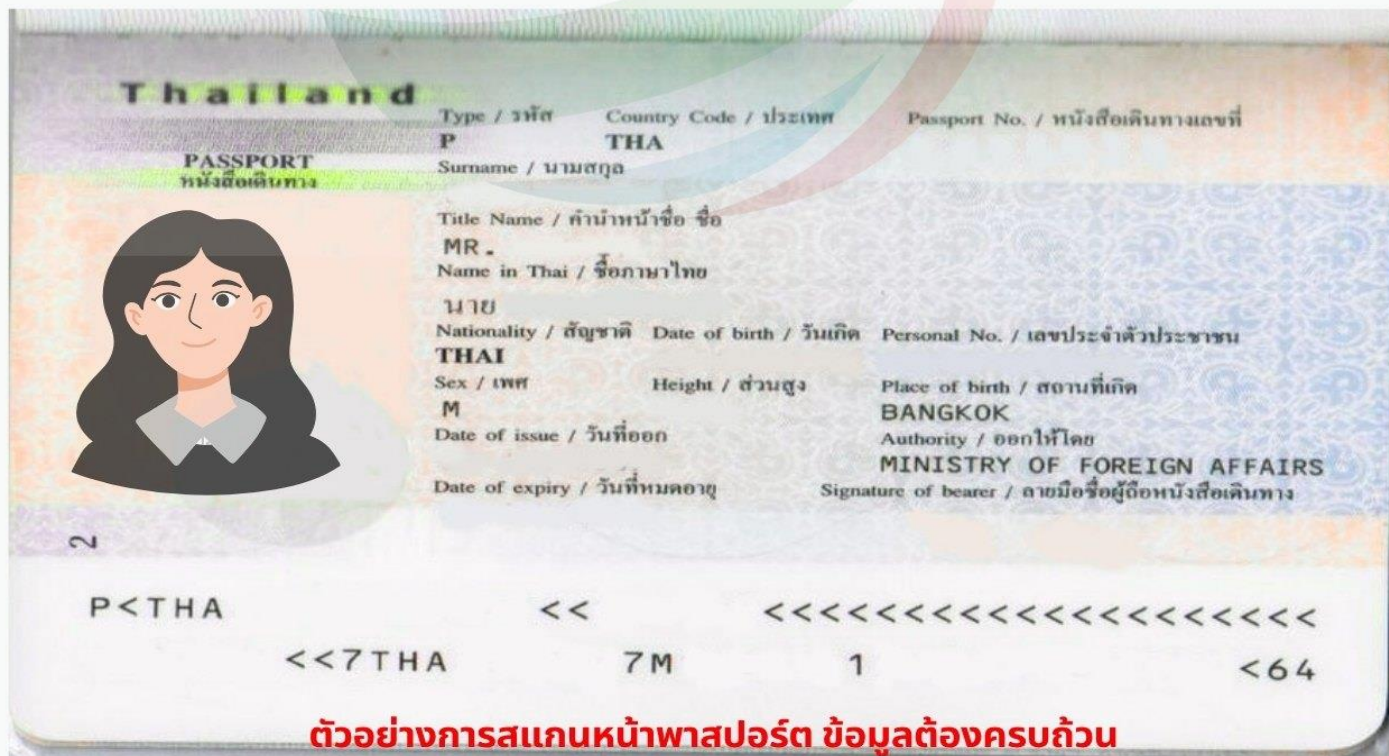 Thailand
Type / รหัส Country Code / ประเทศ Passport No. / หนังสือเดินทางเลขที่
P THA
PASSPORT
หนังสือเดินทาง
Surname / นามสกุล
Title Name / คำนำหน้าชื่อ ชื่อ
MR.
Name in Thai / ชื่อภาษาไทย
นาย
Nationality / สัญชาติ Date of birth / วันเกิด Personal No. / เลขประจำตัวประชาชน
THAI
Sex / เพศ Height / ส่วนสูง Place of birth / สถานที่เกิด
M BANGKOK
Date of issue / วันที่ออก Authority / ออกให้โดย
MINISTRY OF FOREIGN AFFAIRS
Date of expiry / วันที่หมดอายุ Signature of bearer / ลายมือชื่อผู้ถือหนังสือเดินทาง
2
P<THA << <<<<<<<<<<<<<<<<<<<<
<<7THA 7M 1 <64
ตัวอย่างการสแกนหน้าพาสปอร์ต ข้อมูลต้องครบถ้วน